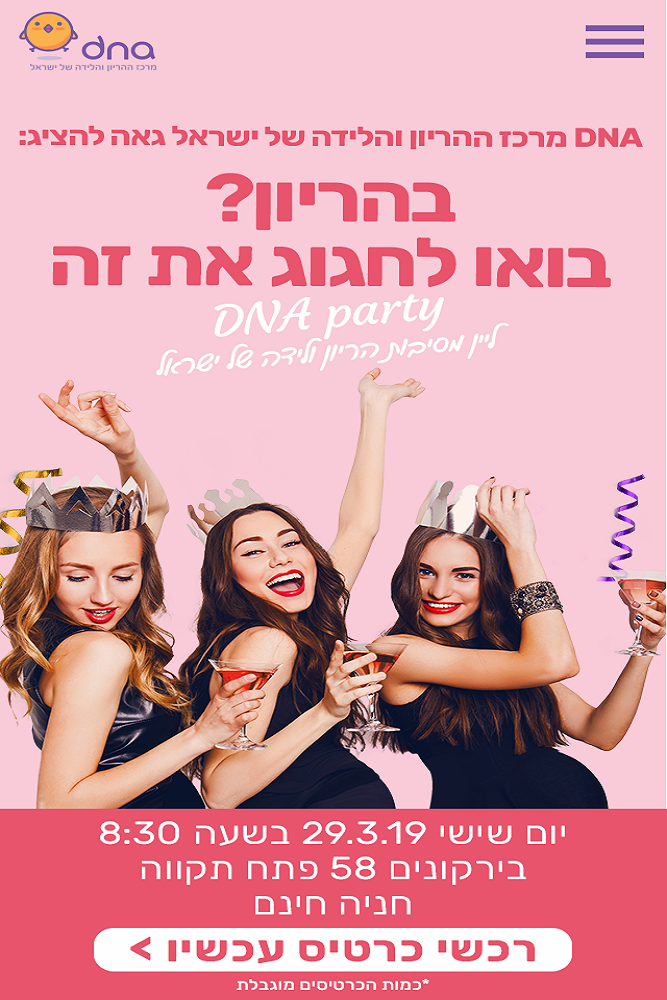 dna
מרכז ההריון והלידה של ישראל
DNA מרכז ההריון והלידה של ישראל גאה להציג:
בהריון?
בואו לחגוג את זה
DNA party
ליין מסיבות הריון ולידה של ישראל
יום שישי 29.3.19 בשעה 8:30
בירקונים 58 פתח תקווה
חניה חינם
רכשי כרטיס עכשיו >
*כמות הכרטיסים מוגבלת